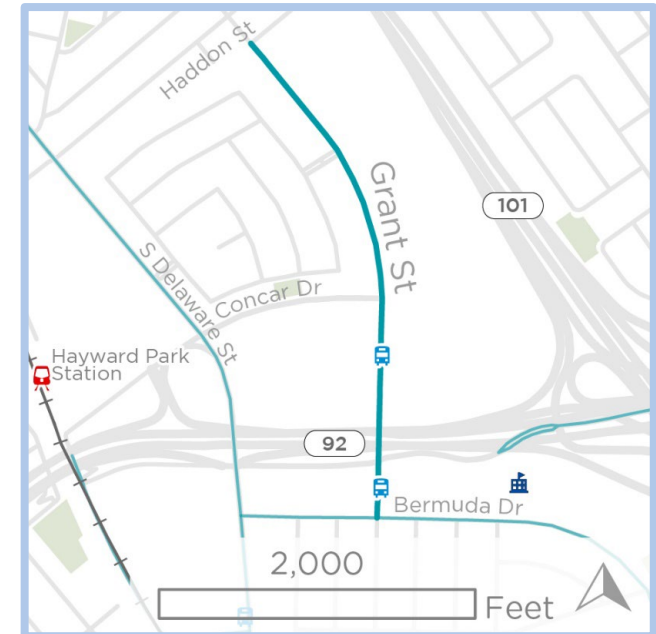 Haddon St
Grant St
101
S Delaware St
Concar Dr
Hayward Park
Station
92
Bermuda Dr
2,000
Feet